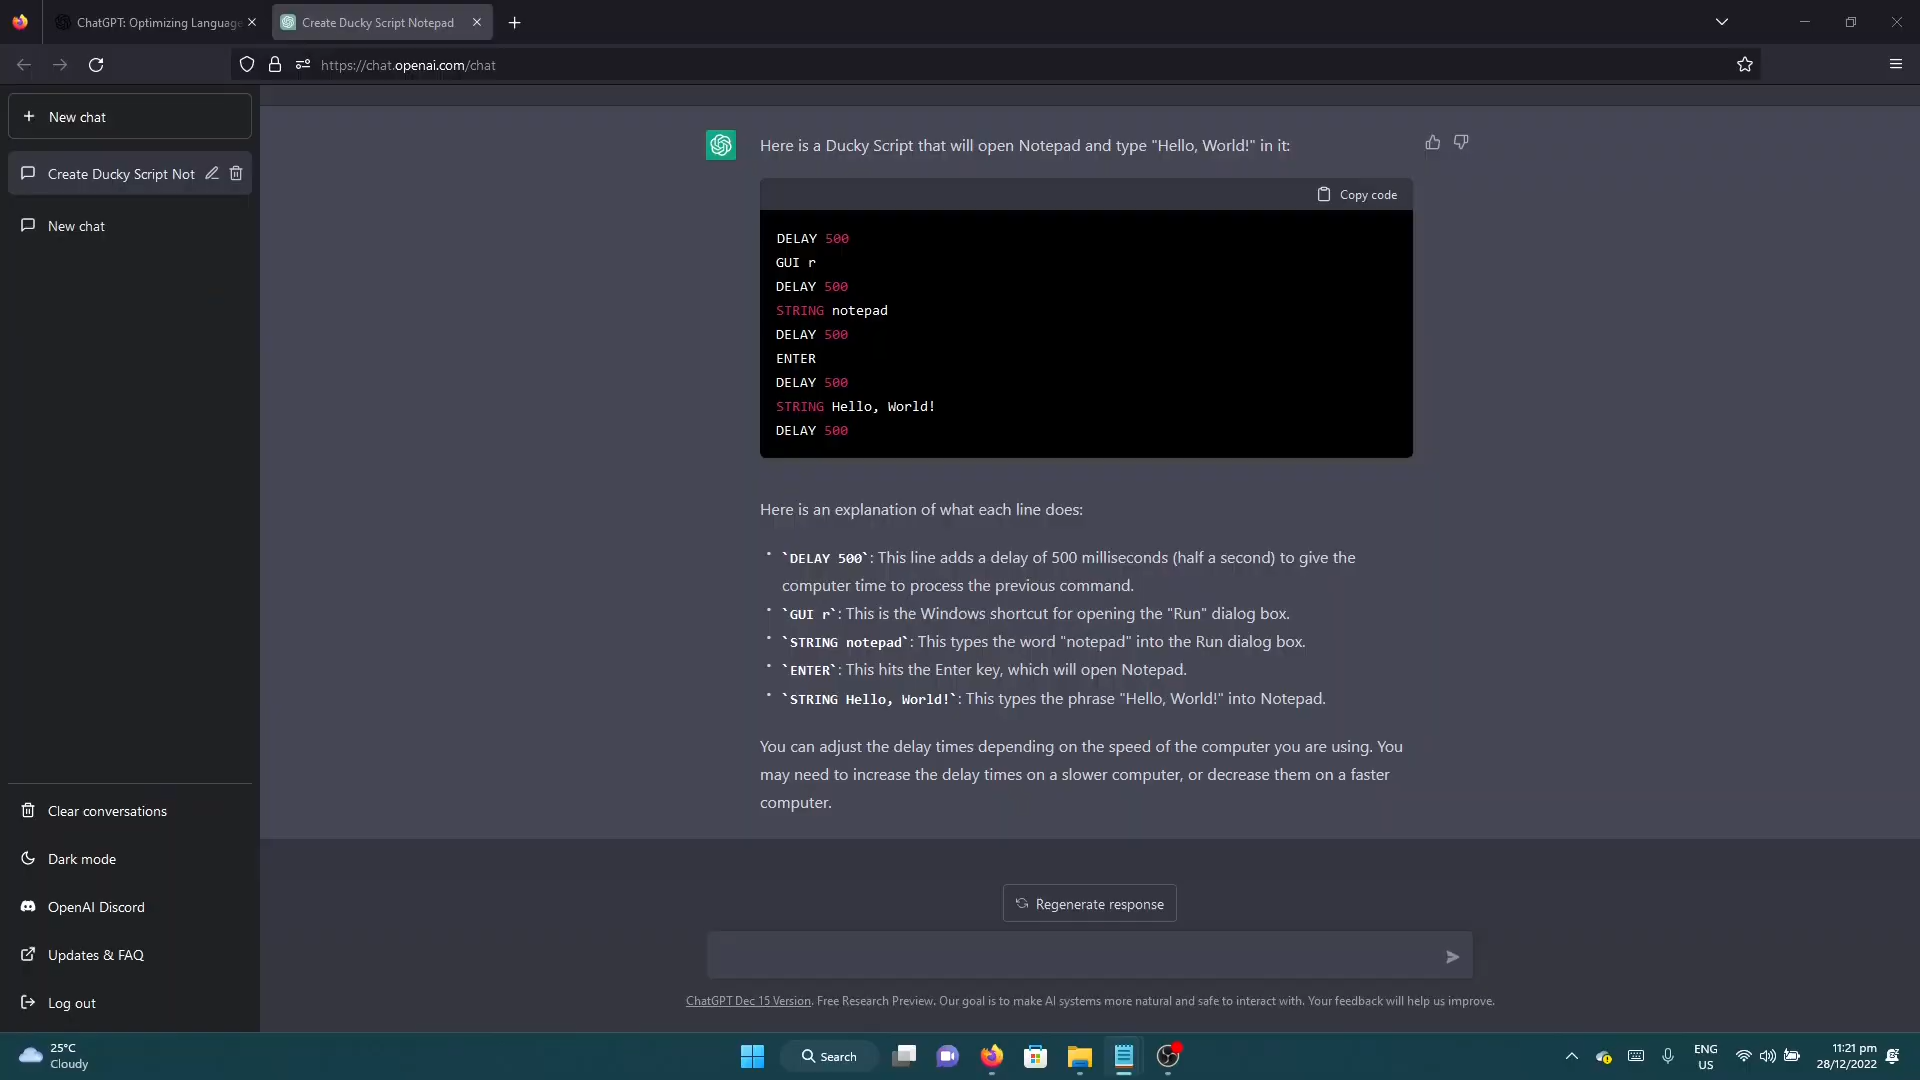 ChatGPT: Optimizing Language
Create Ducky Script Notepad
https://chat.openai.com/chat
New chat
Create Ducky Script Not
New chat
Here is a Ducky Script that will open Notepad and type "Hello, World!" in it:
Copy code
DELAY 500
GUI r
DELAY 500
STRING notepad
DELAY 500
ENTER
DELAY 500
STRING Hello, World!
DELAY 500
Here is an explanation of what each line does:
• `DELAY 500`: This line adds a delay of 500 milliseconds (half a second) to give the
computer time to process the previous command.
• `GUI r`: This is the Windows shortcut for opening the "Run" dialog box.
• `STRING notepad`: This types the word "notepad" into the Run dialog box.
• `ENTER`: This hits the Enter key, which will open Notepad.
• `STRING Hello, World!`: This types the phrase "Hello, World!" into Notepad.
You can adjust the delay times depending on the speed of the computer you are using. You
may need to increase the delay times on a slower computer, or decrease them on a faster
computer.
Clear conversations
Dark mode
OpenAI Discord
Updates & FAQ
Log out
Regenerate response
ChatGPT Dec 15 Version. Free Research Preview. Our goal is to make AI systems more natural and safe to interact with. Your feedback will help us improve.
25°C
Cloudy
Search
ENG
US
11:21 pm
28/12/2022